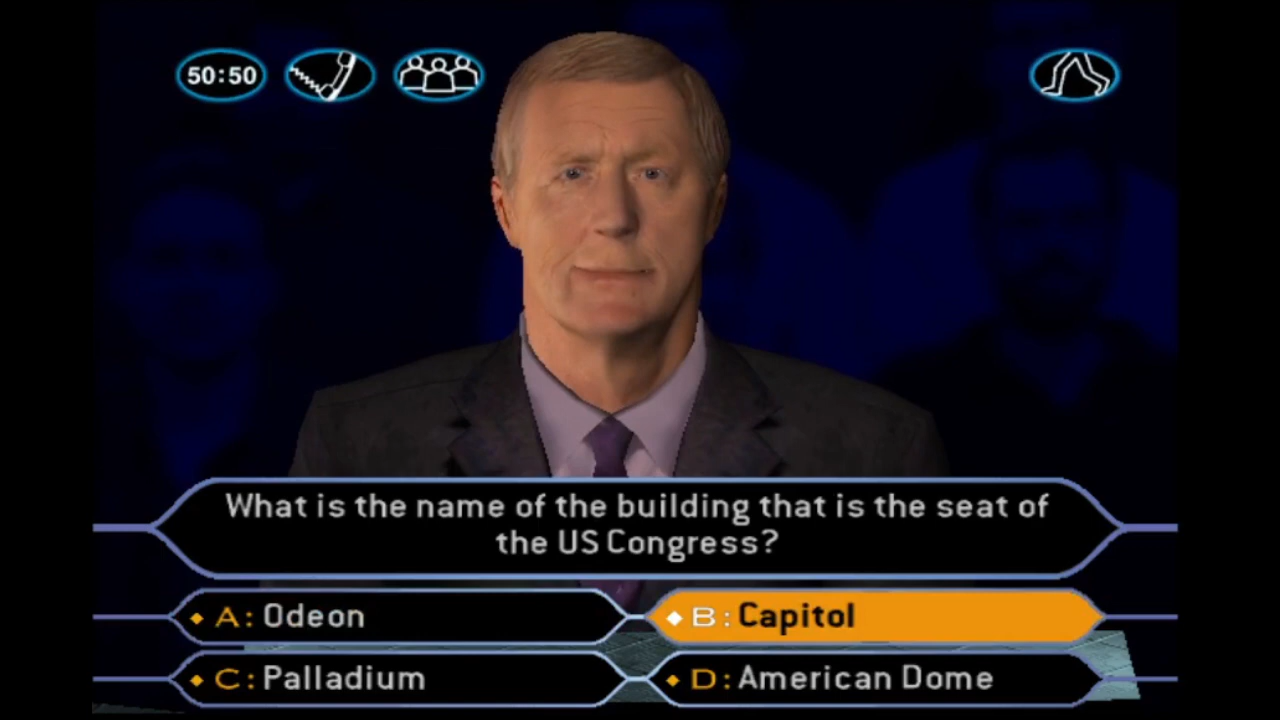 50:50
What is the name of the building that is the seat of
the US Congress?
A: Odeon
B: Capitol
C: Palladium
D: American Dome